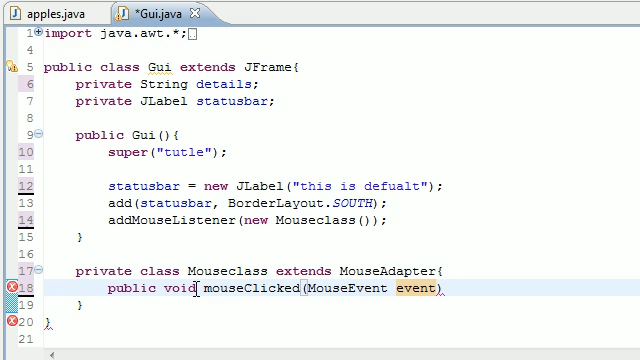 apples.java *Gui.java
1 import java.awt.*;
4
5 public class Gui extends JFrame{
6 private String details;
7 private JLabel statusbar;
8
9 public Gui(){
10 super("tutle");
11
12 statusbar = new JLabel("this is defualt");
13 add(statusbar, BorderLayout.SOUTH);
14 addMouseListener(new Mouseclass());
15 }
16
17 private class Mouseclass extends MouseAdapter{
18 public void mouseClicked(MouseEvent event)
19 }
20 }
21